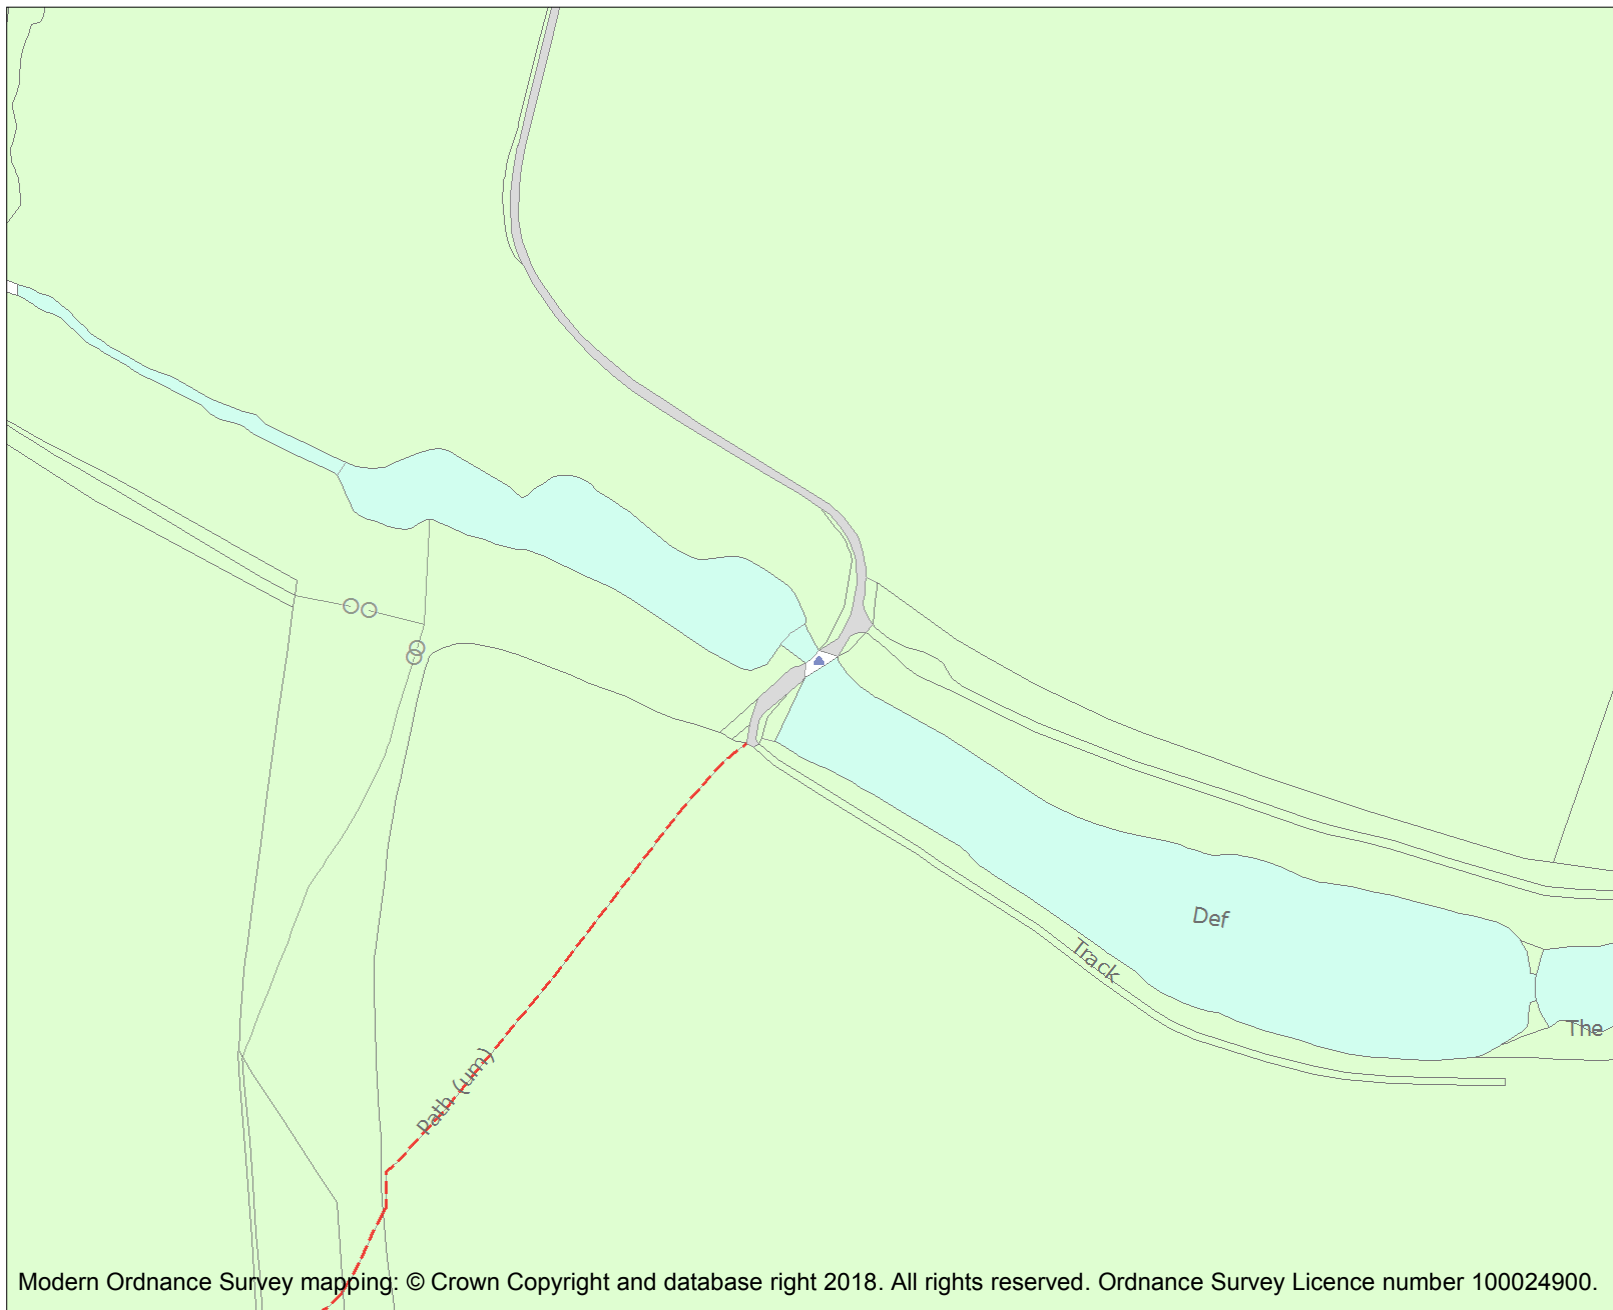 Def
Track
The
Path (um)
Modern Ordnance Survey mapping: © Crown Copyright and database right 2018. All rights reserved. Ordnance Survey Licence number 100024900.